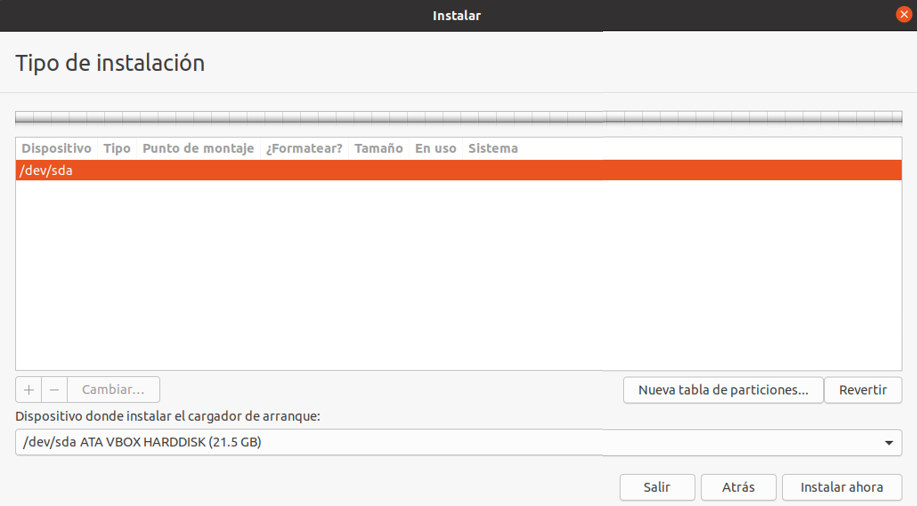 Instalar
Tipo de instalación
Dispositivo Tipo Punto de montaje ¿Formatear? Tamaño En uso Sistema
/dev/sda
+ − Cambiar... Nueva tabla de particiones... Revertir
Dispositivo donde instalar el cargador de arranque:
/dev/sda ATA VBOX HARDDISK (21.5 GB)
Salir Atrás Instalar ahora